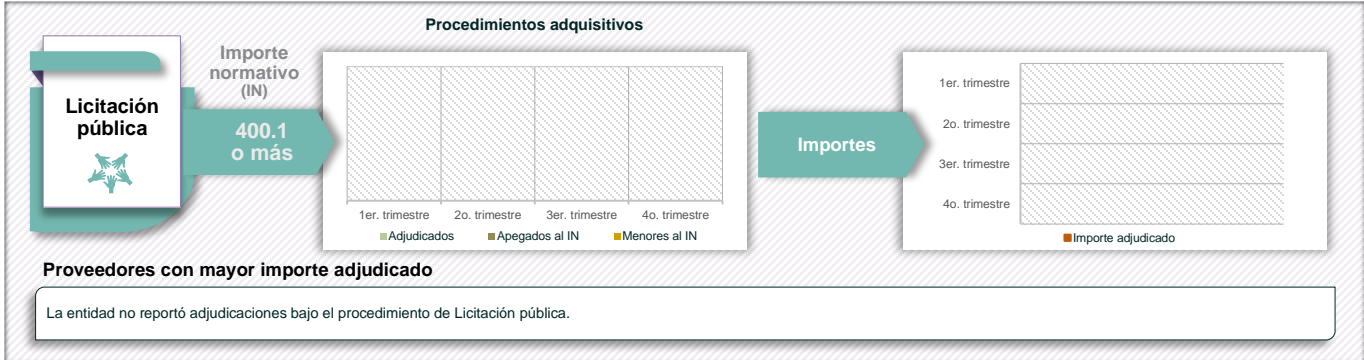 Procedimientos adquisitivos
Licitación
pública
Importe
normativo
(IN)
400.1
o más
1er. trimestre 2o. trimestre 3er. trimestre 4o. trimestre
Adjudicados Apegados al IN Menores al IN
Importes
1er. trimestre
2o. trimestre
3er. trimestre
4o. trimestre
Importe adjudicado
Proveedores con mayor importe adjudicado
La entidad no reportó adjudicaciones bajo el procedimiento de Licitación pública.